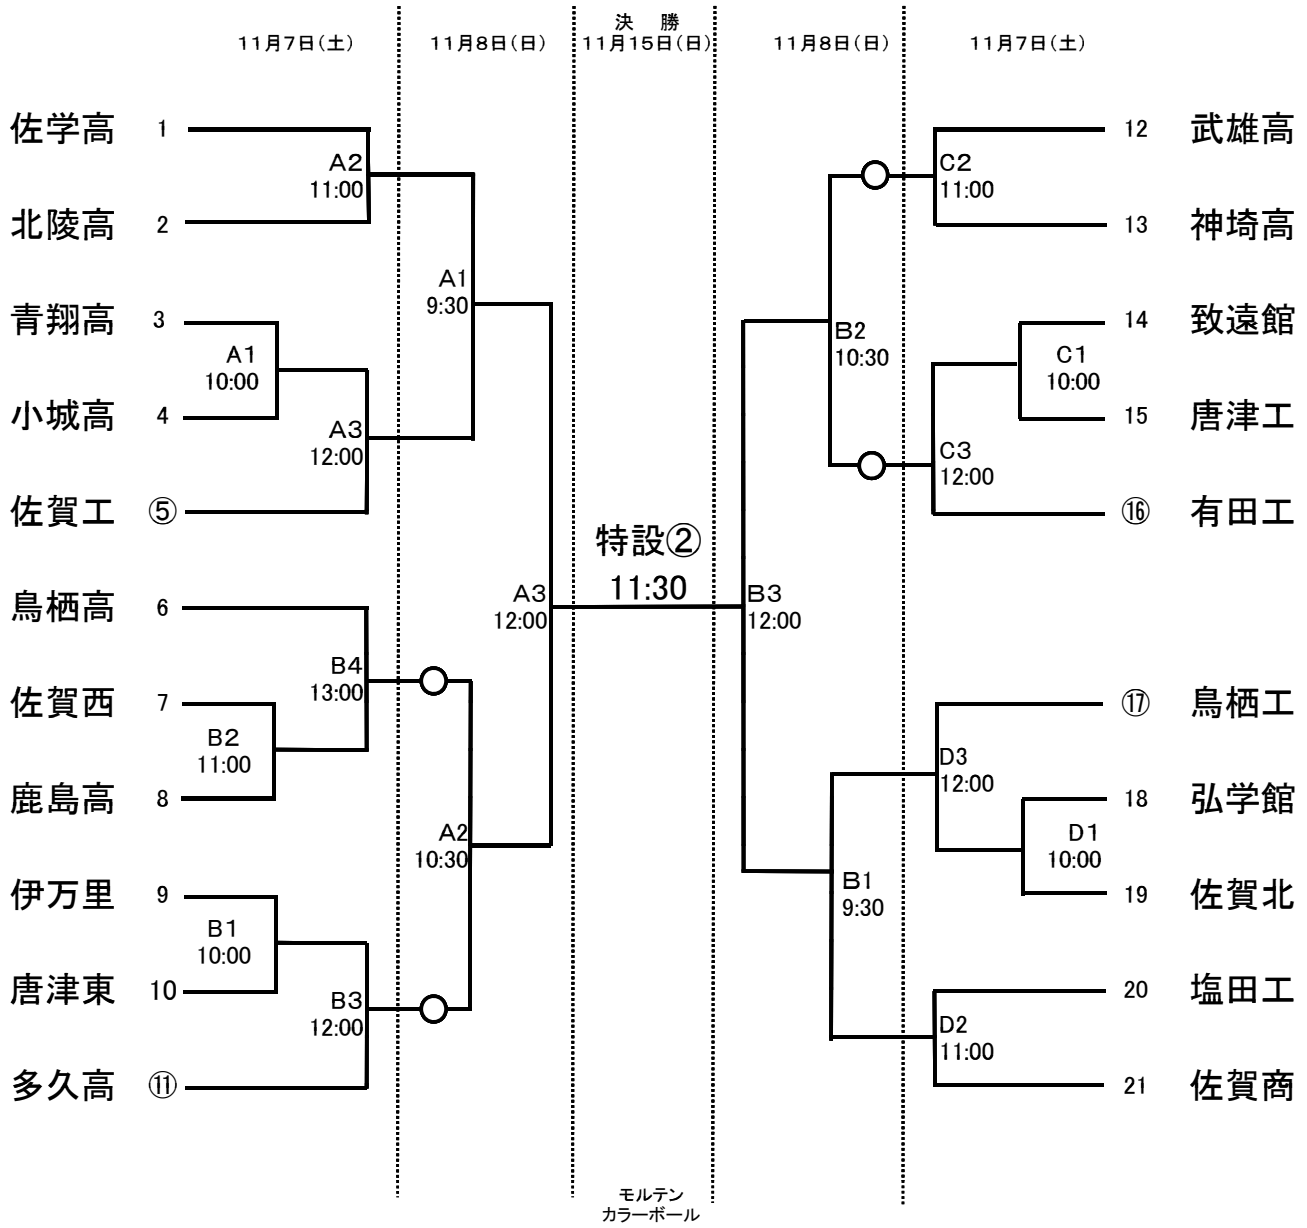 決　勝
11月7日(土)
11月8日(日)
11月15日(日)
11月8日(日)
11月7日(土)
佐学高 1
A2
11:00
北陵高 2
A1
9:30
青翔高 3
A1
10:00
小城高 4
A3
12:00
佐賀工 ⑤
鳥栖高 6
B4
13:00
佐賀西 7
B2
11:00
鹿島高 8
A2
10:30
伊万里 9
B1
10:00
唐津東 10
B3
12:00
多久高 ⑪
A3
12:00
特設②
11:30
B3
12:00
12 武雄高
C2
11:00
13 神埼高
B2
10:30
14 致遠館
C1
10:00
15 唐津工
C3
12:00
⑯ 有田工
⑰ 鳥栖工
D3
12:00
18 弘学館
D1
10:00
19 佐賀北
B1
9:30
20 塩田工
D2
11:00
21 佐賀商
モルテン
カラーボール